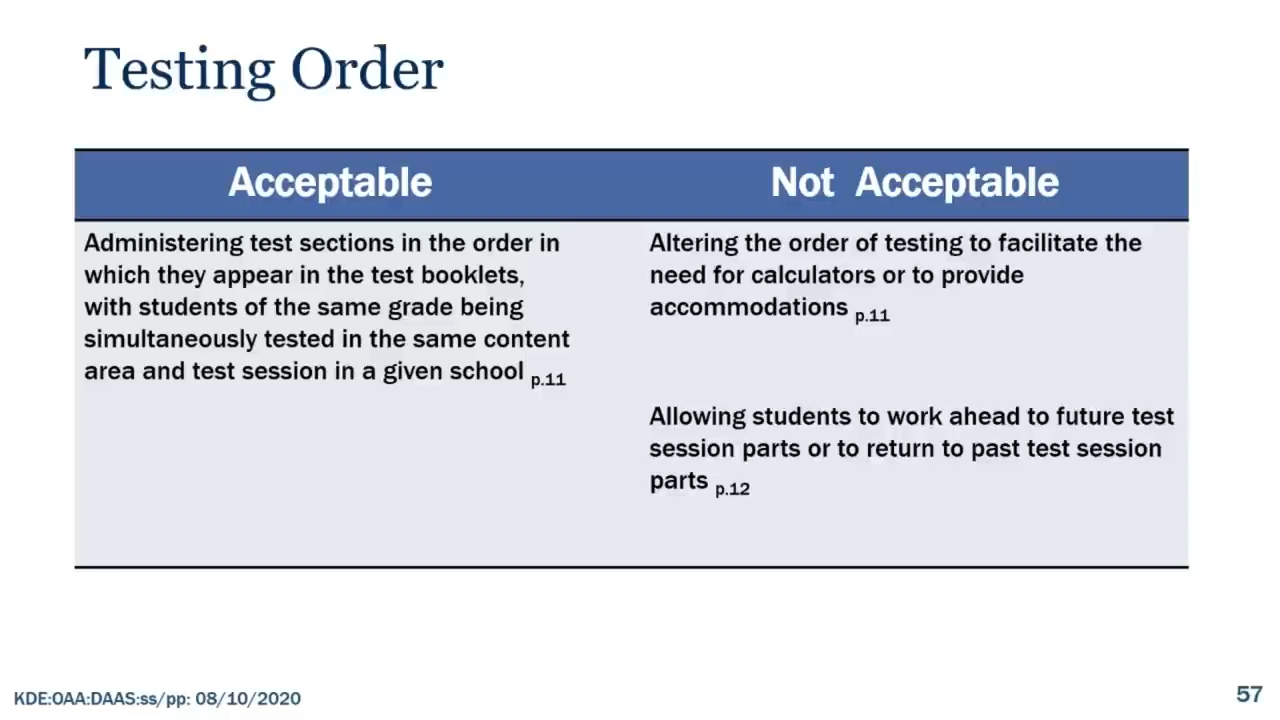 Testing Order
Acceptable
Not Acceptable
Administering test sections in the order in
which they appear in the test booklets,
with students of the same grade being
simultaneously tested in the same content
area and test session in a given school p.11
Altering the order of testing to facilitate the
need for calculators or to provide
accommodations p.11
Allowing students to work ahead to future test
session parts or to return to past test session
parts p.12
KDE:OAA:DAAS:ss/pp: 08/10/2020
57